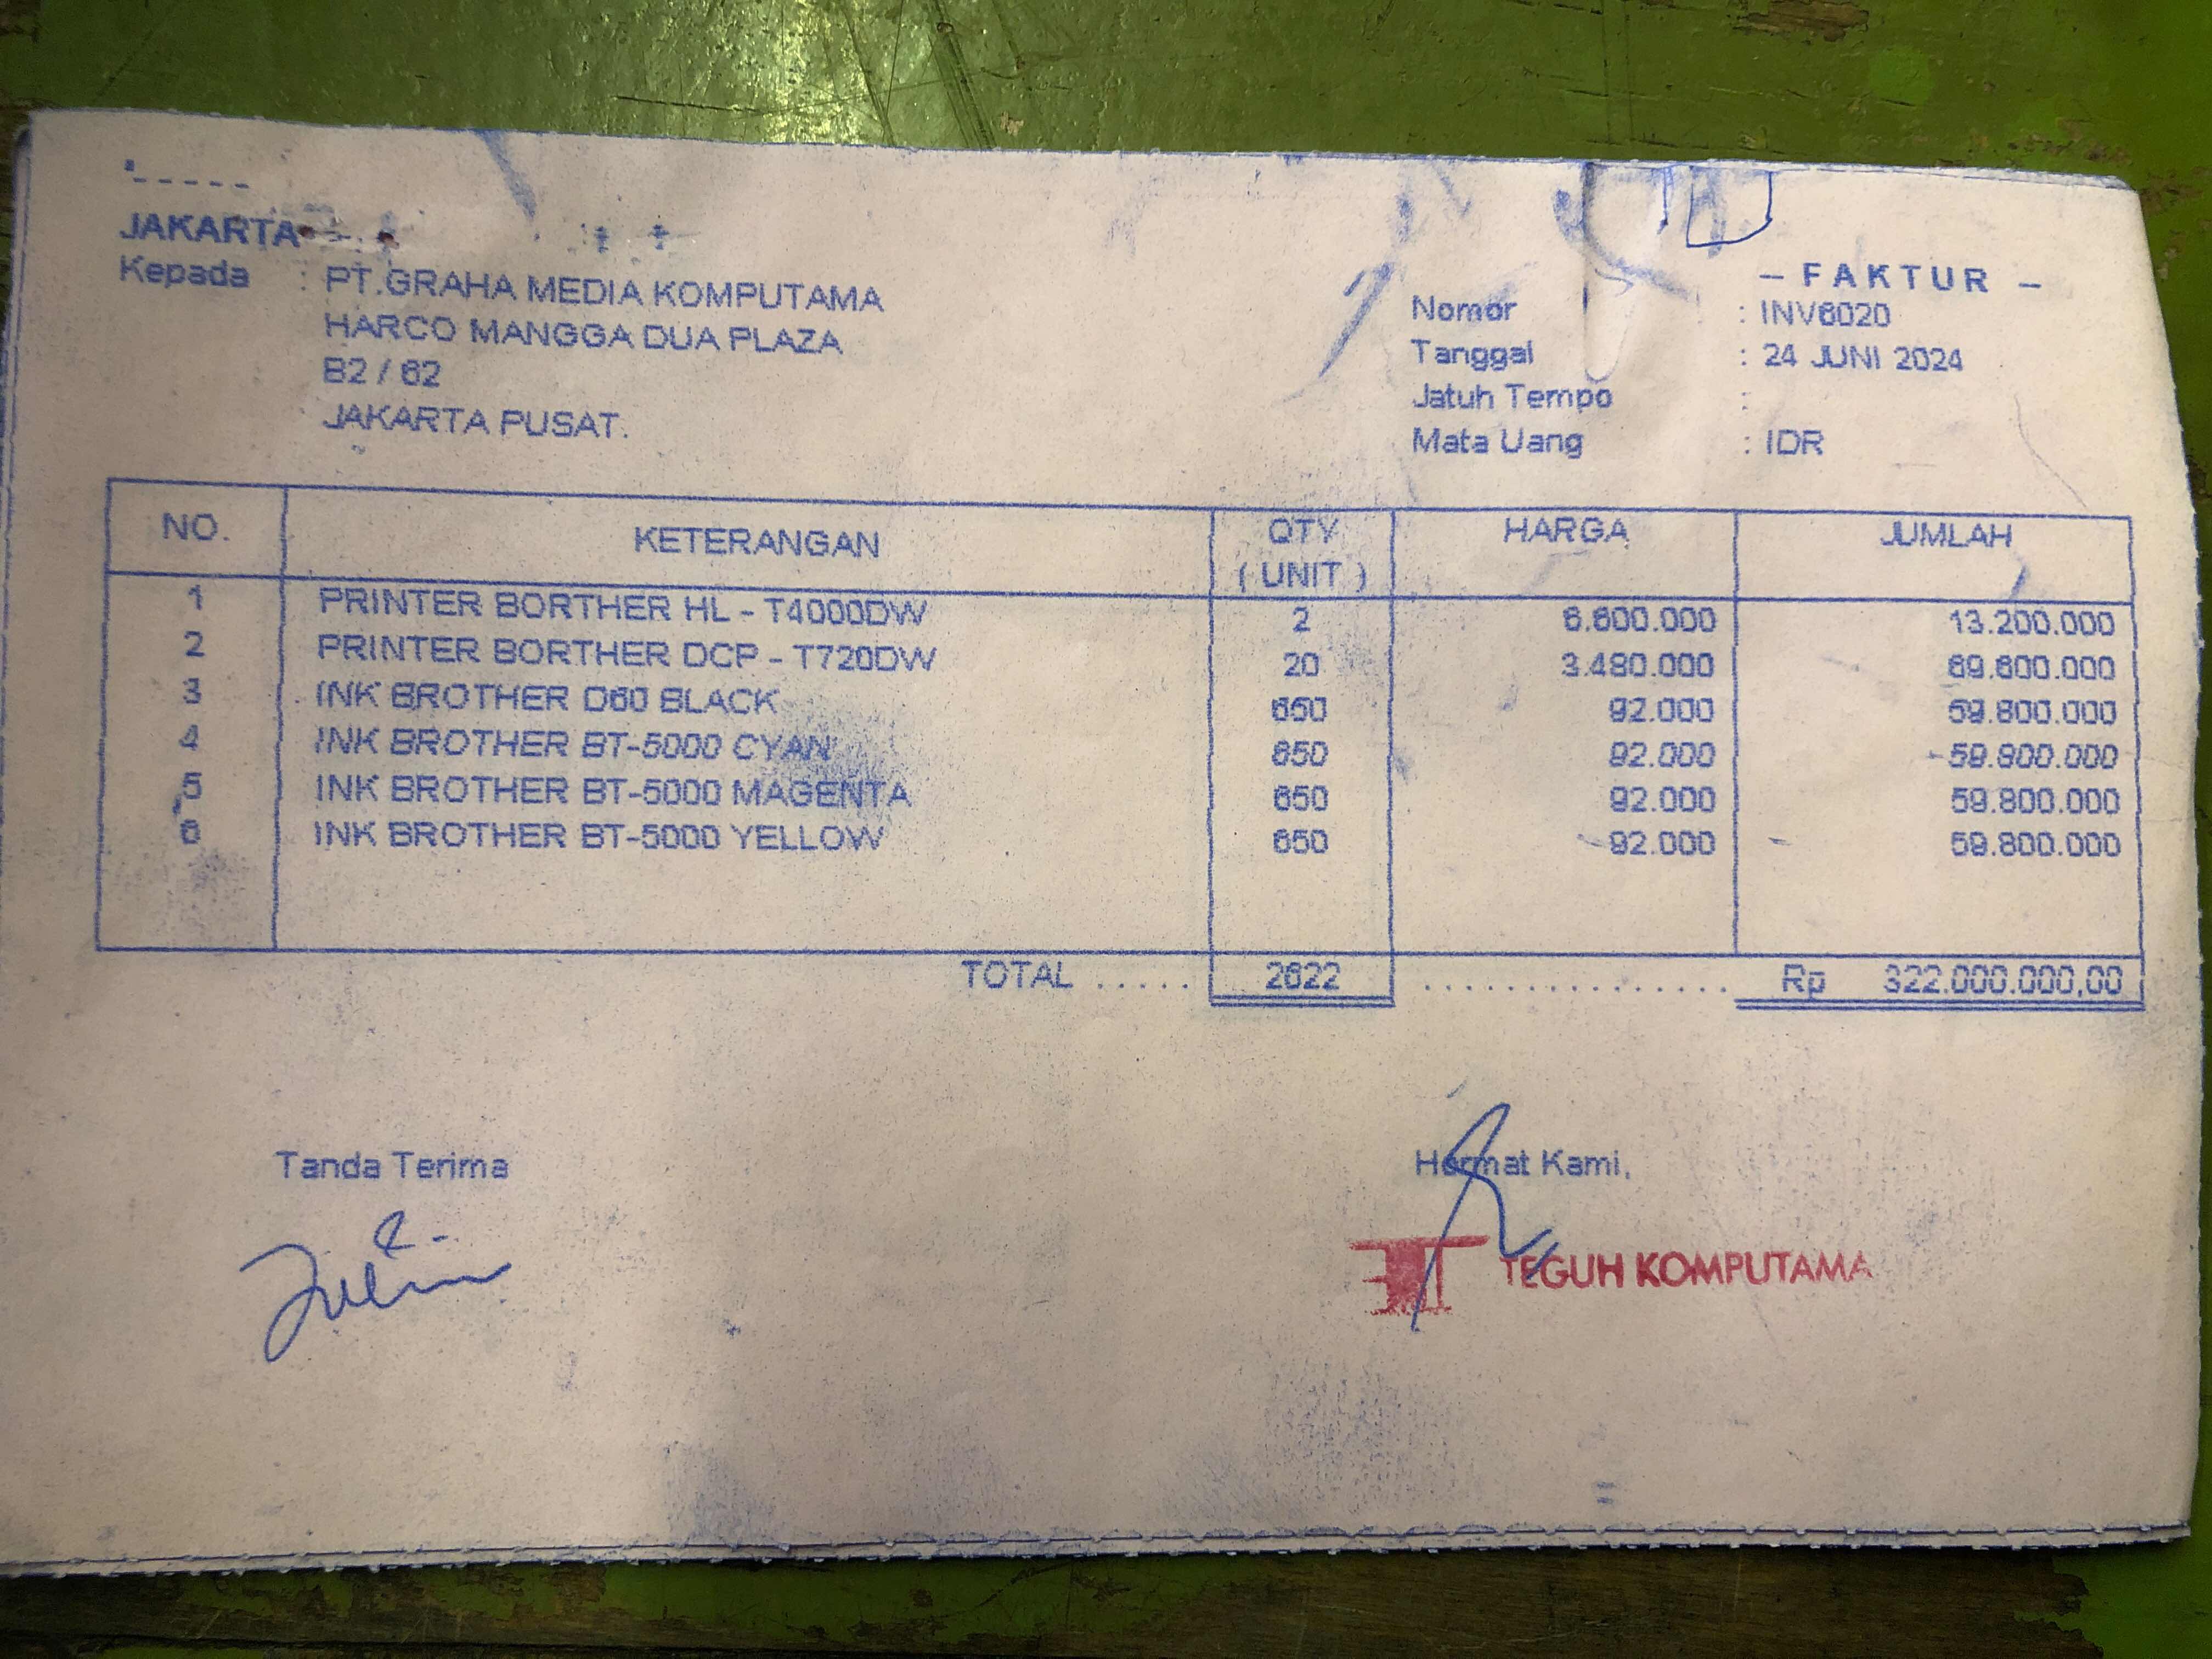 JAKARTA
Kepada : PT.GRAHA MEDIA KOMPUTAMA
HARCO MANGGA DUA PLAZA
B2 / 62
JAKARTA PUSAT.
– FAKTUR –
Nomor : INV6020
Tanggal : 24 JUNI 2024
Jatuh Tempo :
Mata Uang : IDR
NO. KETERANGAN QTY ( UNIT ) HARGA JUMLAH
1 PRINTER BORTHER HL - T4000DW 2 6.600.000 13.200.000
2 PRINTER BORTHER DCP - T720DW 20 3.480.000 69.600.000
3 INK BROTHER D60 BLACK 650 92.000 59.800.000
4 INK BROTHER BT-5000 CYAN 650 92.000 59.800.000
5 INK BROTHER BT-5000 MAGENTA 650 92.000 59.800.000
6 INK BROTHER BT-5000 YELLOW 650 92.000 59.800.000
TOTAL ..... 2622 ............... Rp 322.000.000,00
Tanda Terima
Hormat Kami,
TEGUH KOMPUTAMA